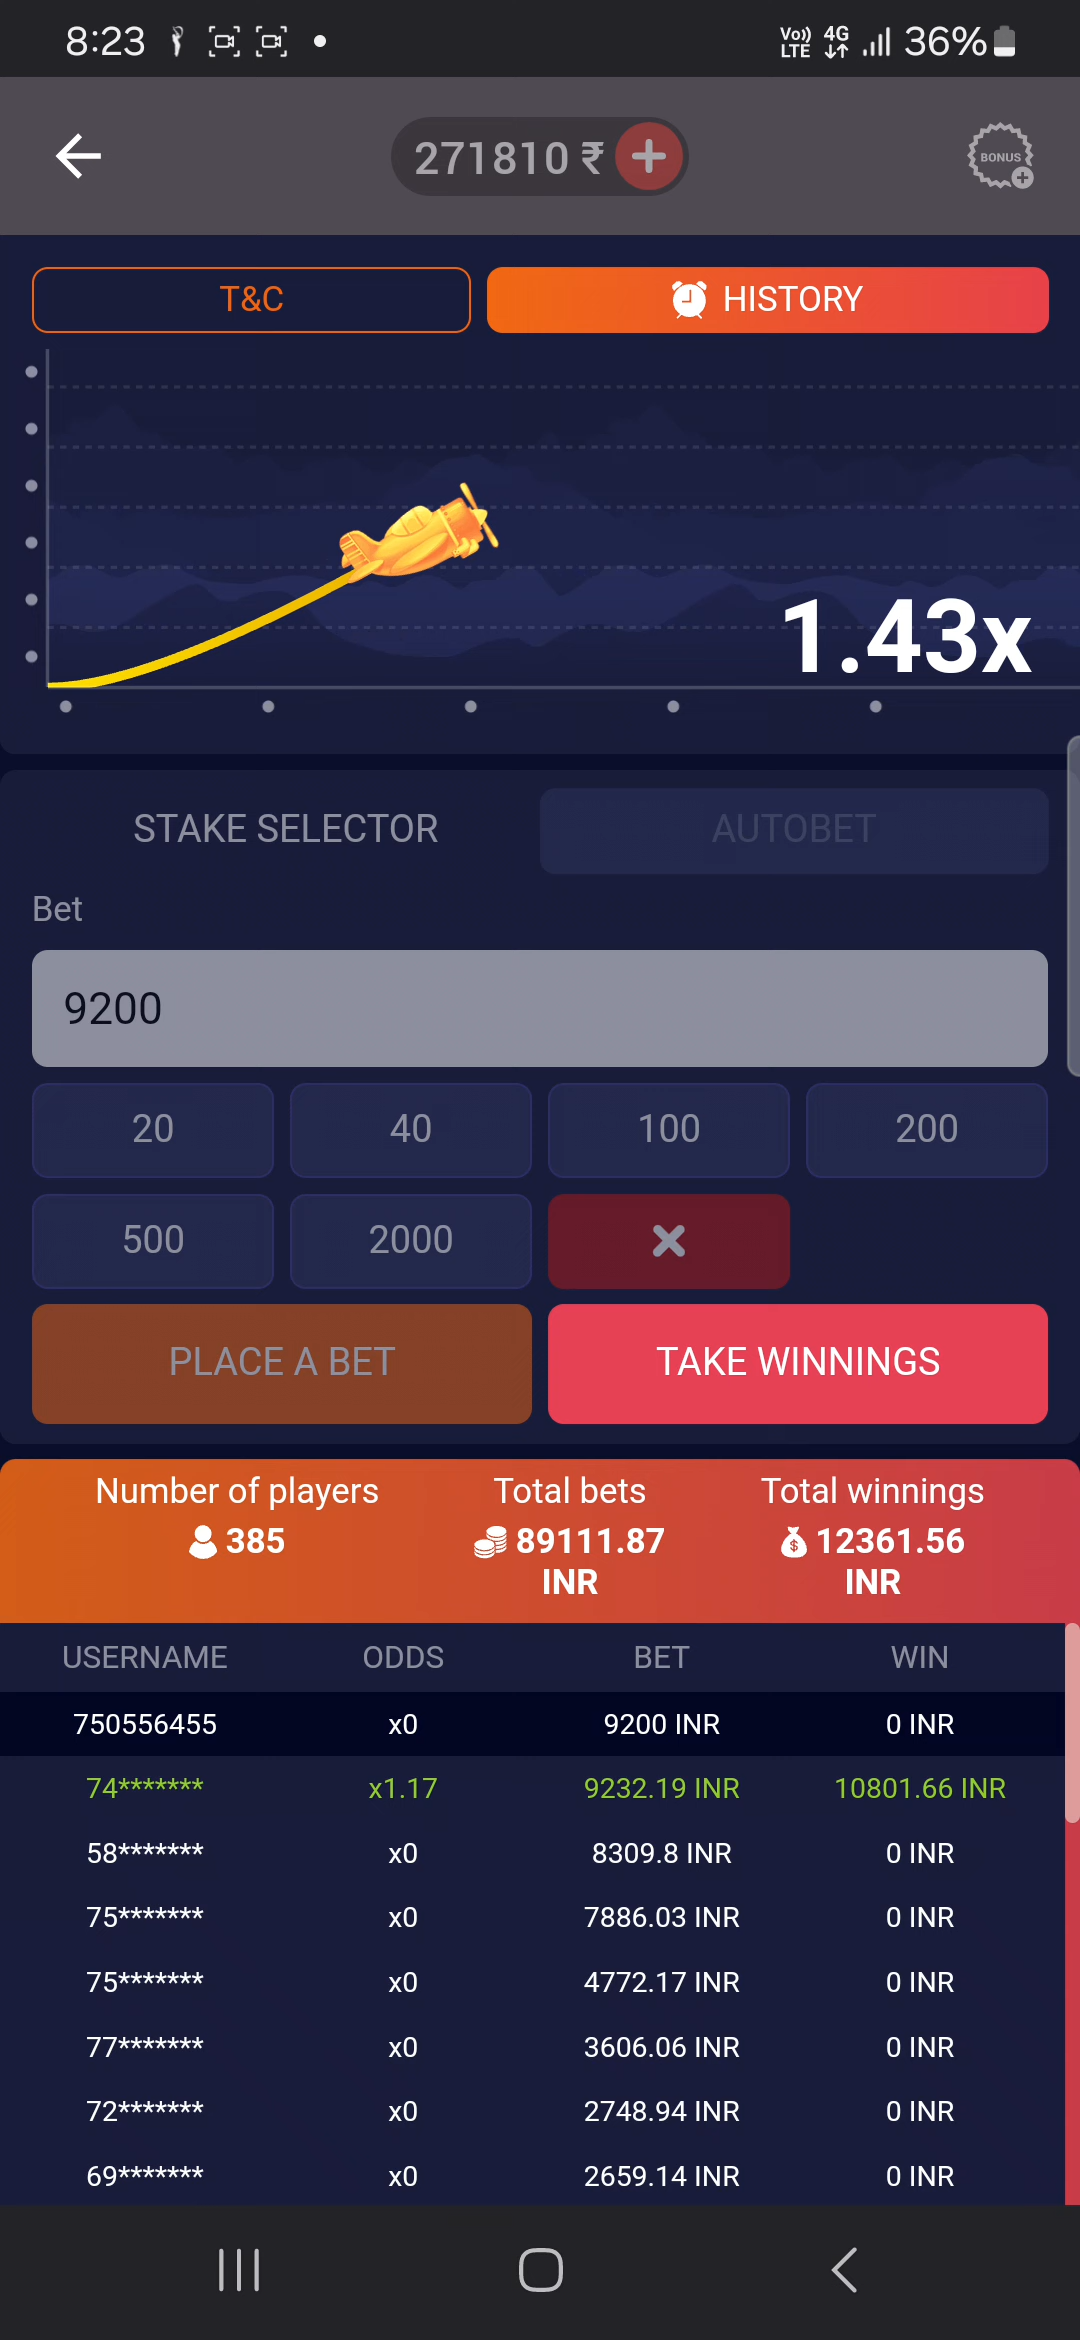 8:23 Vo)) LTE 4G 36%
271810 ₹
BONUS
T&C HISTORY
1.43x
STAKE SELECTOR AUTOBET
Bet
9200
20 40 100 200
500 2000
PLACE A BET TAKE WINNINGS
Number of players Total bets Total winnings
385 89111.87 INR 12361.56 INR
USERNAME ODDS BET WIN
750556455 x0 9200 INR 0 INR
74******* x1.17 9232.19 INR 10801.66 INR
58******* x0 8309.8 INR 0 INR
75******* x0 7886.03 INR 0 INR
75******* x0 4772.17 INR 0 INR
77******* x0 3606.06 INR 0 INR
72******* x0 2748.94 INR 0 INR
69******* x0 2659.14 INR 0 INR